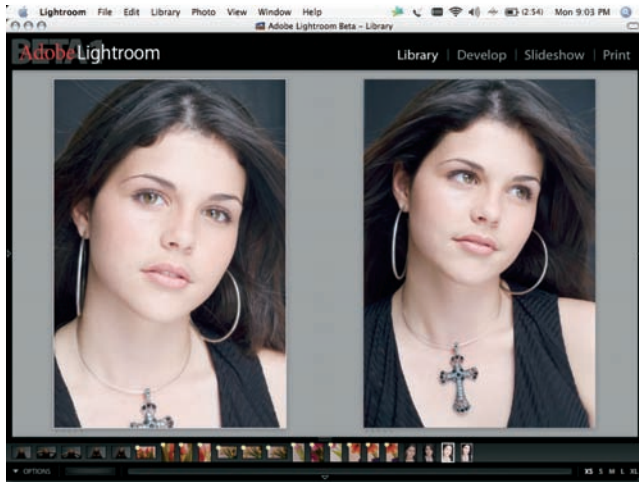 Lightroom File Edit Library Photo View Window Help (2:54) Mon 9:03 PM
Adobe Lightroom Beta – Library
BETA1
Adobe Lightroom
Library | Develop | Slideshow | Print
OPTIONS XS S M L XL